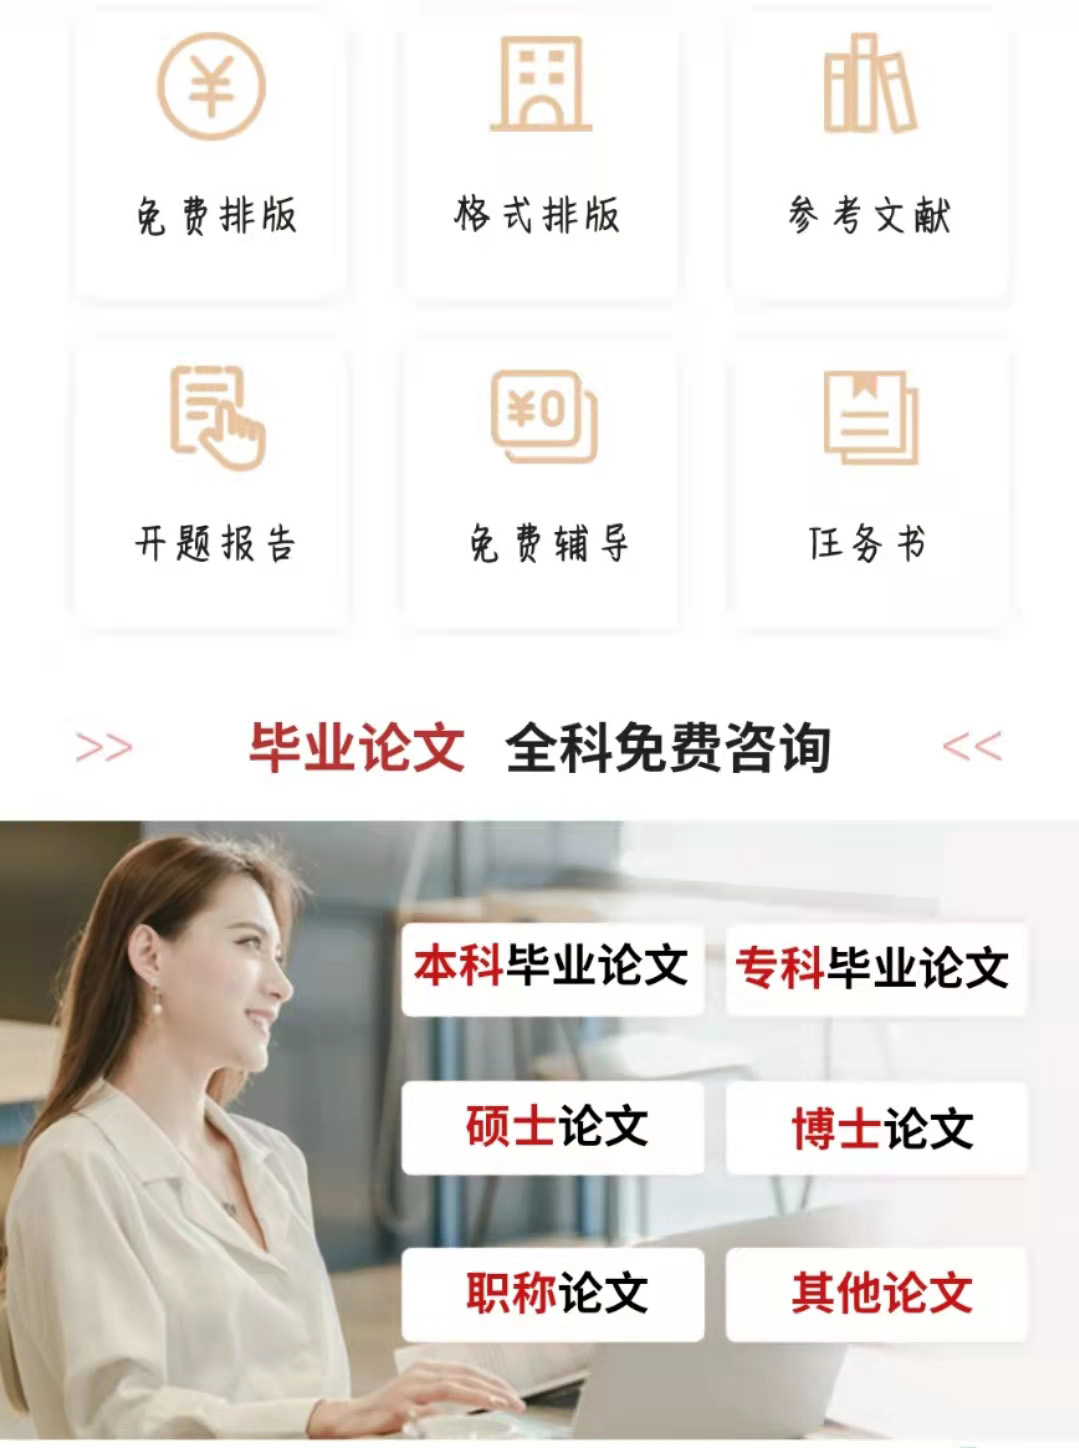 ¥
免费排版
格式排版
参考文献
¥0
开题报告
免费辅导
任务书
>> 毕业论文 全科免费咨询 <<
本科毕业论文
专科毕业论文
硕士论文
博士论文
职称论文
其他论文